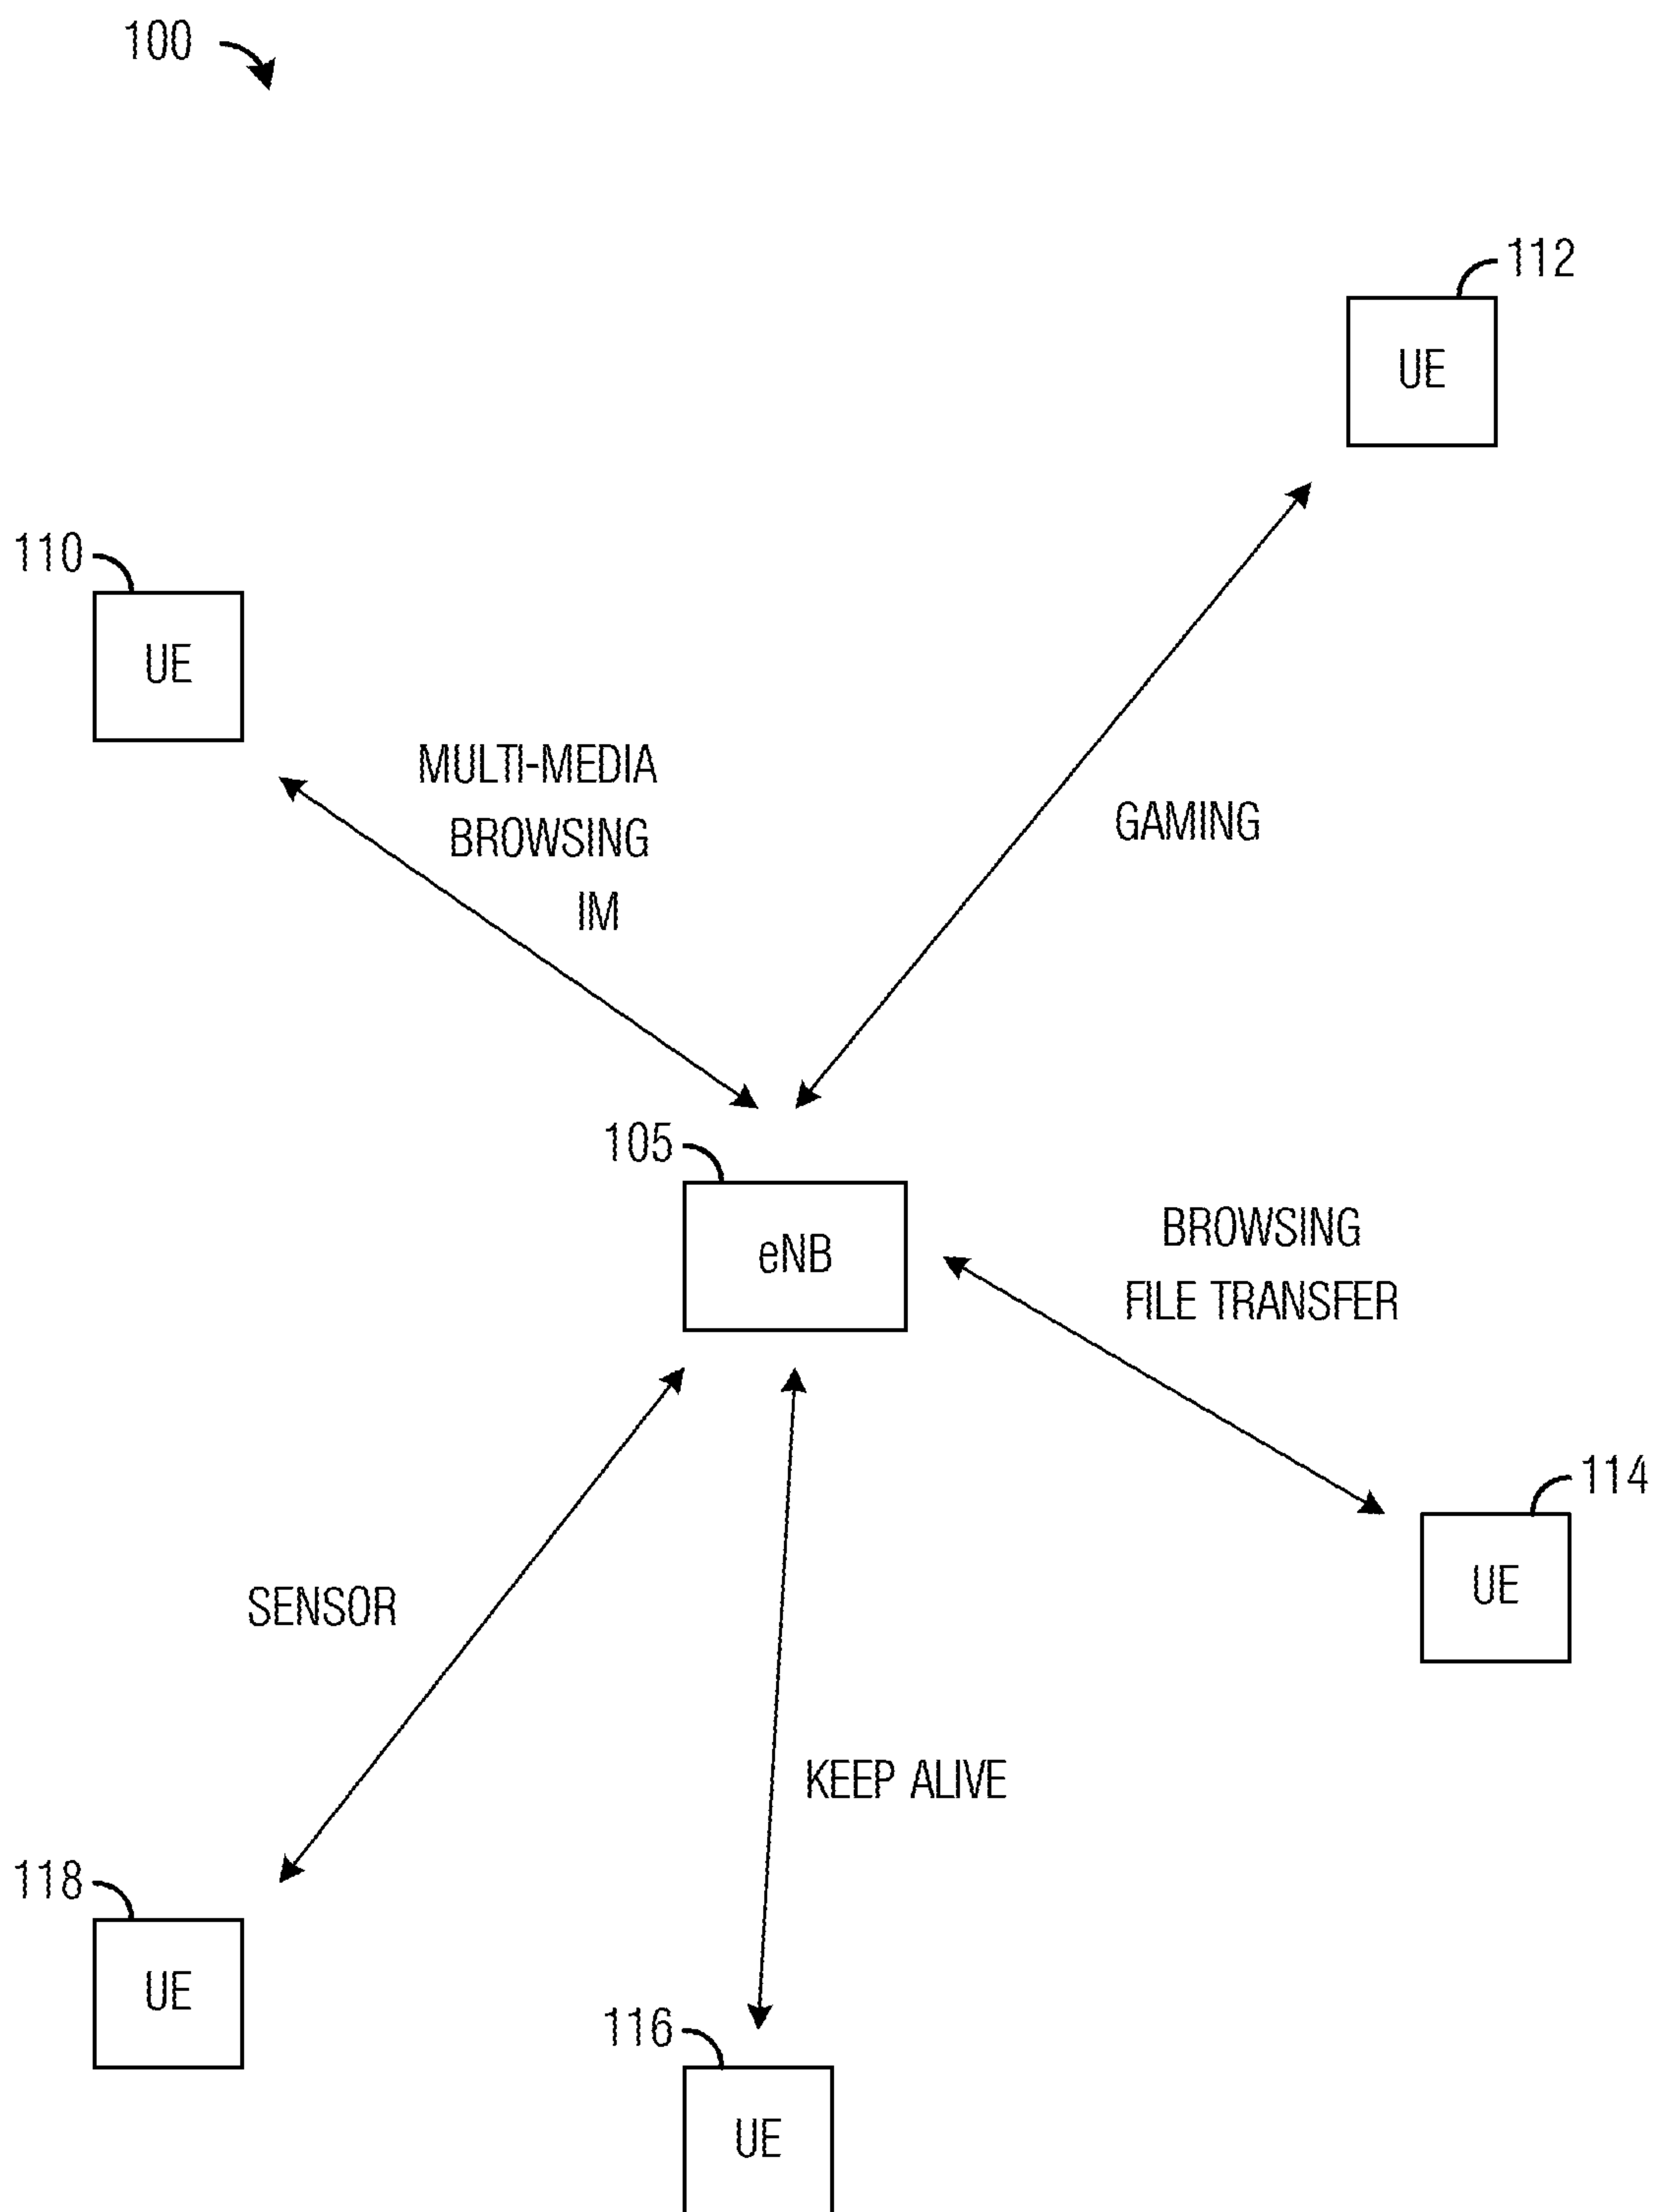 100
112
UE
110
UE
MULTI-MEDIA
BROWSING
IM
GAMING
105
eNB
BROWSING
FILE TRANSFER
114
UE
SENSOR
KEEP ALIVE
118
UE
116
UE